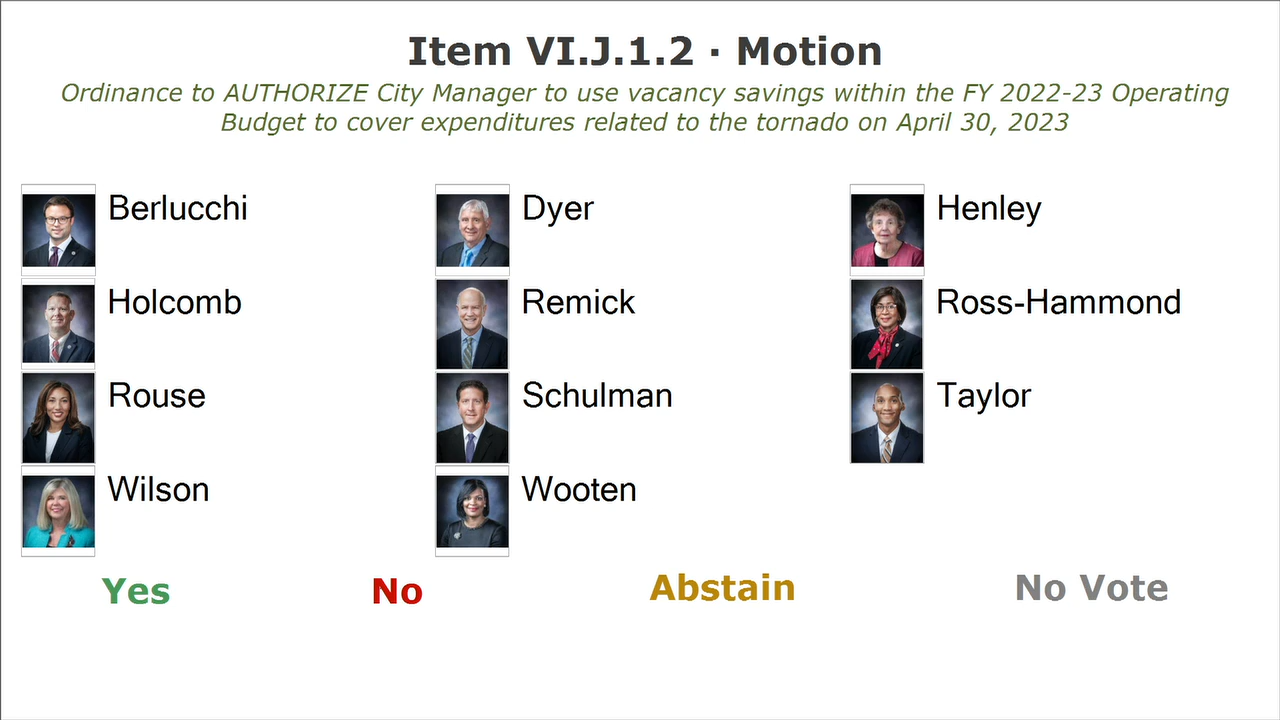 Item VI.J.1.2 · Motion
Ordinance to AUTHORIZE City Manager to use vacancy savings within the FY 2022-23 Operating
Budget to cover expenditures related to the tornado on April 30, 2023
Berlucchi
Dyer
Henley
Holcomb
Remick
Ross-Hammond
Rouse
Schulman
Taylor
Wilson
Wooten
Yes
No
Abstain
No Vote